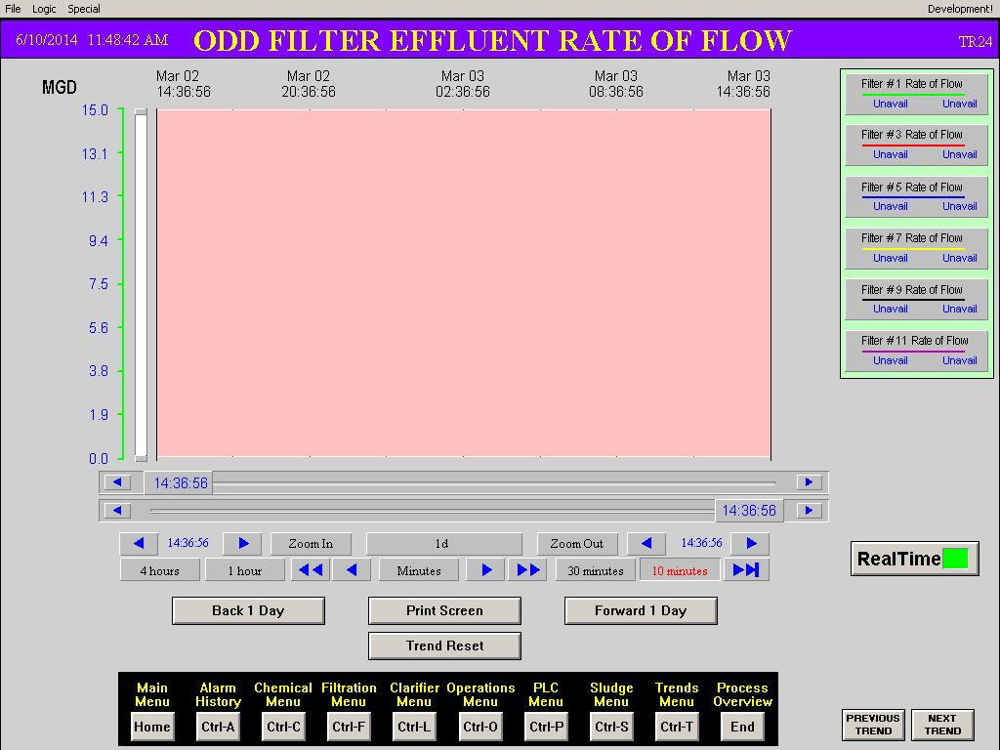 File Logic Special Development!
6/10/2014 11:48:42 AM ODD FILTER EFFLUENT RATE OF FLOW TR24
MGD
Mar 02 Mar 02 Mar 03 Mar 03 Mar 03
14:36:56 20:36:56 02:36:56 08:36:56 14:36:56
15.0
13.1
11.3
9.4
7.5
5.6
3.8
1.9
0.0
Filter #1 Rate of Flow
Unavail Unavail
Filter #3 Rate of Flow
Unavail Unavail
Filter #5 Rate of Flow
Unavail Unavail
Filter #7 Rate of Flow
Unavail Unavail
Filter #9 Rate of Flow
Unavail Unavail
Filter #11 Rate of Flow
Unavail Unavail
14:36:56
14:36:56
14:36:56 Zoom In 1d Zoom Out 14:36:56
4 hours 1 hour Minutes 30 minutes 10 minutes
RealTime
Back 1 Day Print Screen Forward 1 Day
Trend Reset
Main Alarm Chemical Filtration Clarifier Operations PLC Sludge Trends Process
Menu History Menu Menu Menu Menu Menu Menu Menu Overview
Home Ctrl-A Ctrl-C Ctrl-F Ctrl-L Ctrl-O Ctrl-P Ctrl-S Ctrl-T End
PREVIOUS NEXT
TREND TREND